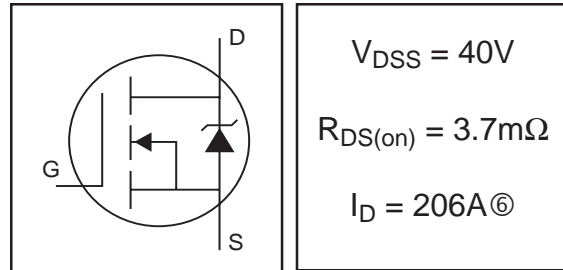 D
G
S
V_DSS = 40V
R_DS(on) = 3.7mΩ
I_D = 206A⑥